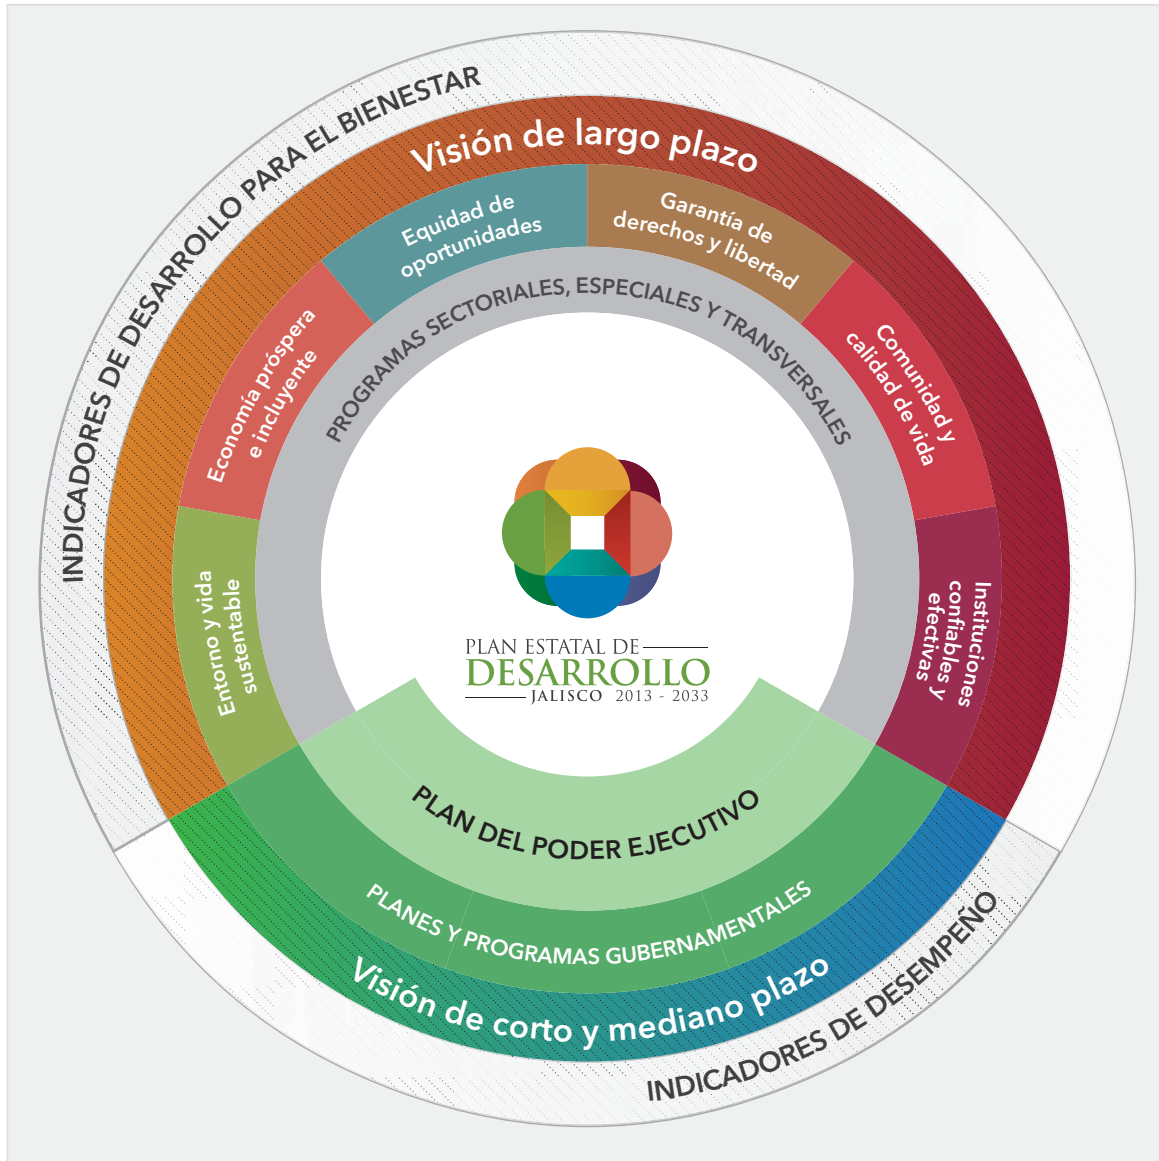 INDICADORES DE DESARROLLO PARA EL BIENESTAR
Visión de largo plazo
Equidad de
oportunidades
Garantía de
derechos y libertad
Economía próspera
e incluyente
Comunidad y
calidad de vida
Entorno y vida
sustentable
Instituciones
confiables y
efectivas
PROGRAMAS SECTORIALES, ESPECIALES Y TRANSVERSALES
PLAN ESTATAL DE
DESARROLLO
JALISCO 2013 - 2033
PLAN DEL PODER EJECUTIVO
PLANES Y PROGRAMAS GUBERNAMENTALES
Visión de corto y mediano plazo
INDICADORES DE DESEMPEÑO